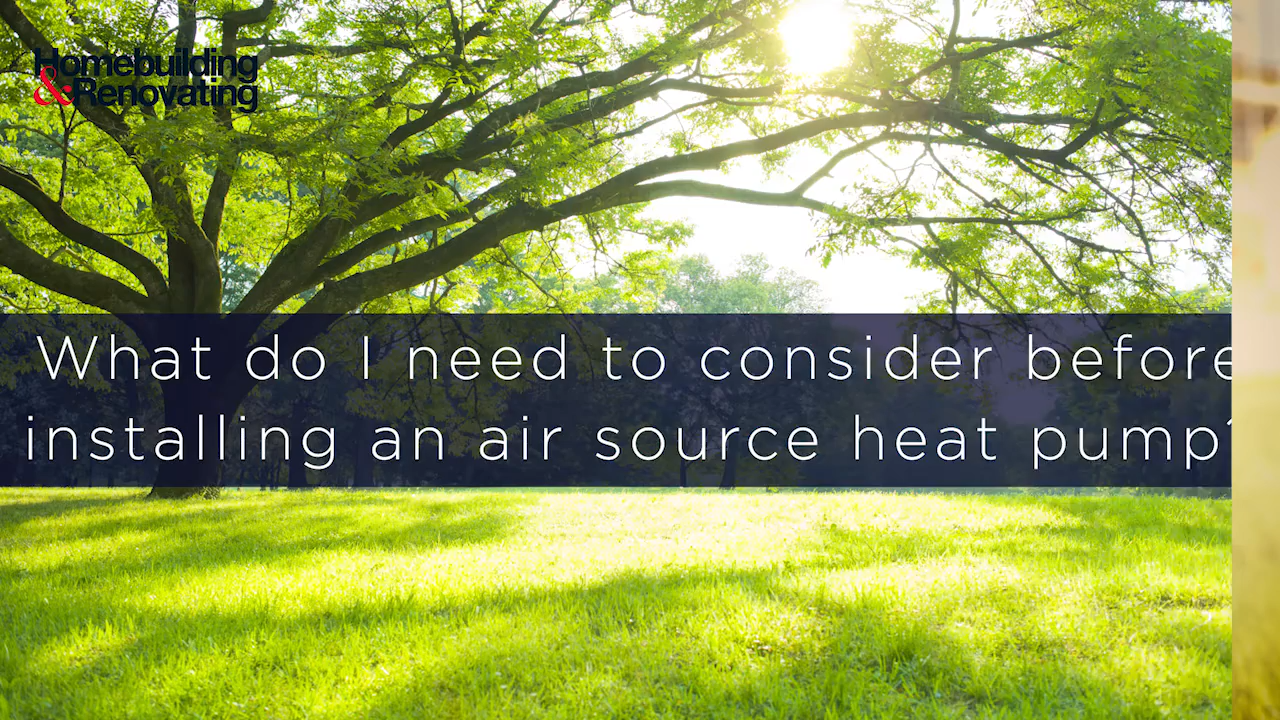 Homebuilding
&Renovating
What do I need to consider before
installing an air source heat pump?